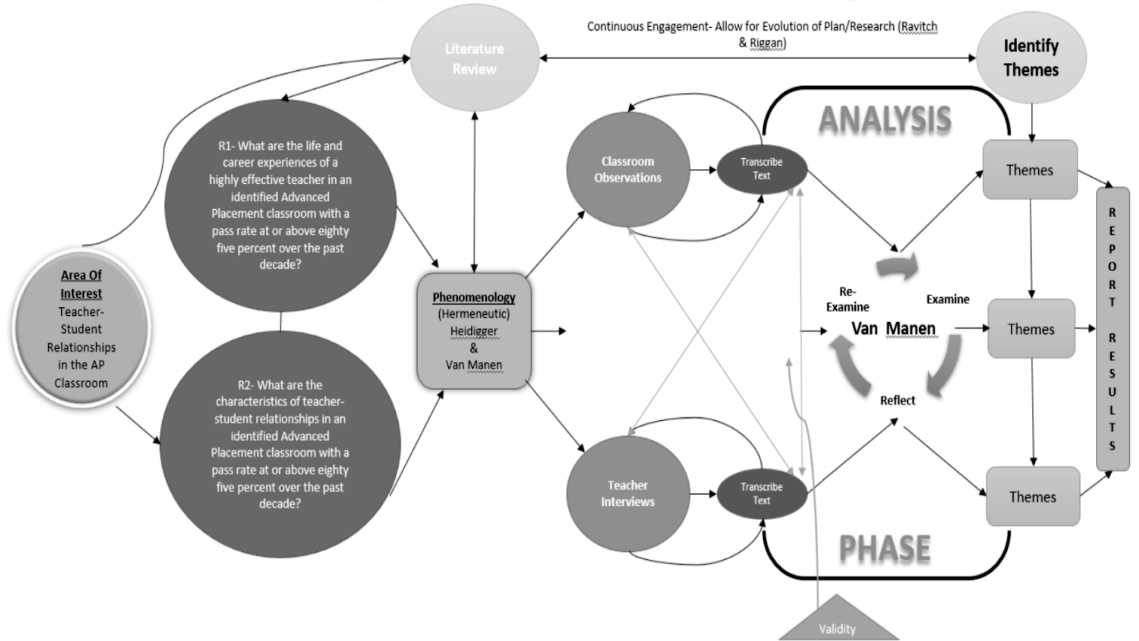 Literature
Review
Continuous Engagement- Allow for Evolution of Plan/Research (Ravitch
& Riggan)
Identify
Themes
R1- What are the life and
career experiences of a
highly effective teacher in an
identified Advanced
Placement classroom with a
pass rate at or above eighty
five percent over the past
decade?
Area Of
Interest
Teacher-
Student
Relationships
in the AP
Classroom
R2- What are the
characteristics of teacher-
student relationships in an
identified Advanced
Placement classroom with a
pass rate at or above eighty
five percent over the past
decade?
Phenomenology
(Hermeneutic)
Heidigger
&
Van Manen
Classroom
Observations
Transcribe
Text
Teacher
Interviews
Transcribe
Text
ANALYSIS
Re-
Examine
Examine
Van Manen
Reflect
PHASE
Validity
Themes
Themes
Themes
REPORT RESULTS